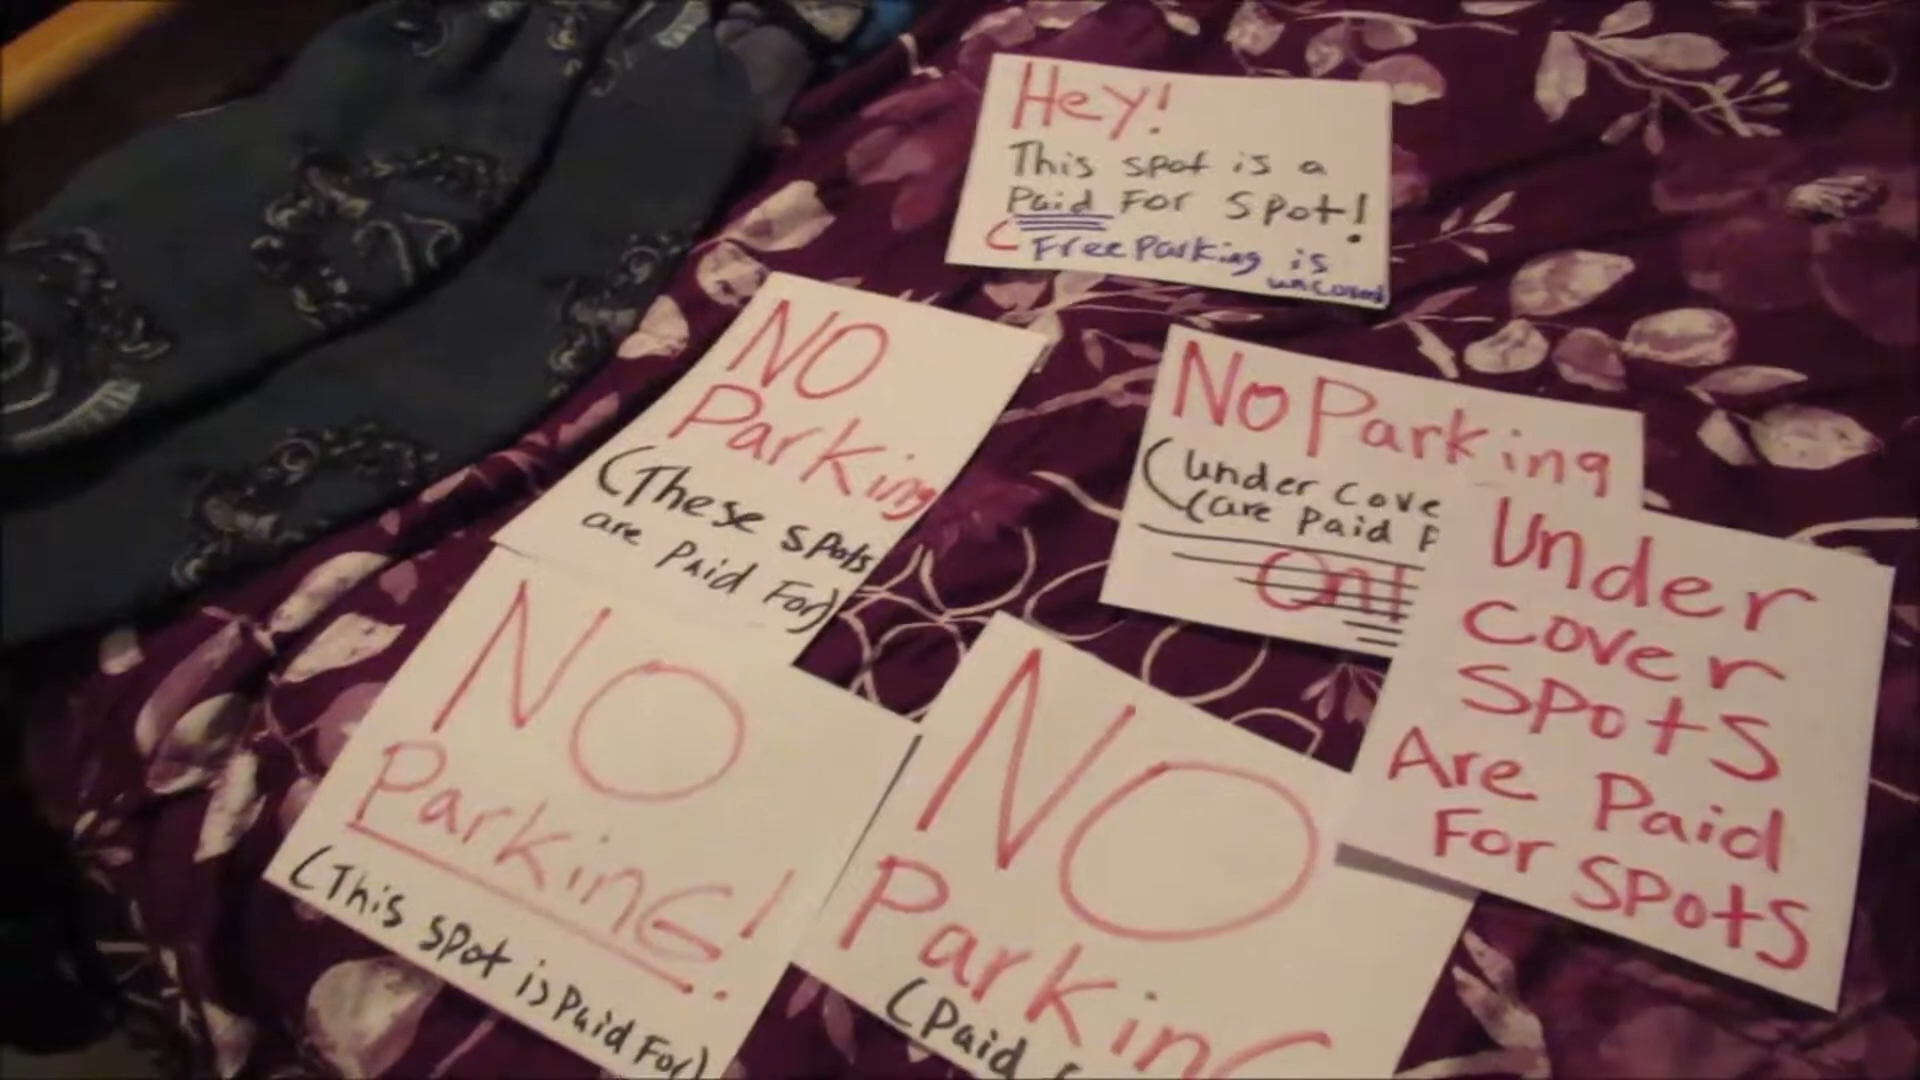 Hey!
This spot is a
Paid For Spot!
(Free Parking is
uncovered
NO
Parking
(These spots
are Paid For)
No Parking
(under cove
(are Paid F
Onl
Under
cover
SPotS
Are Paid
For SPotS
NO
ParkinG!
(This spot is Paid For)
NO
ParkinG
(Paid